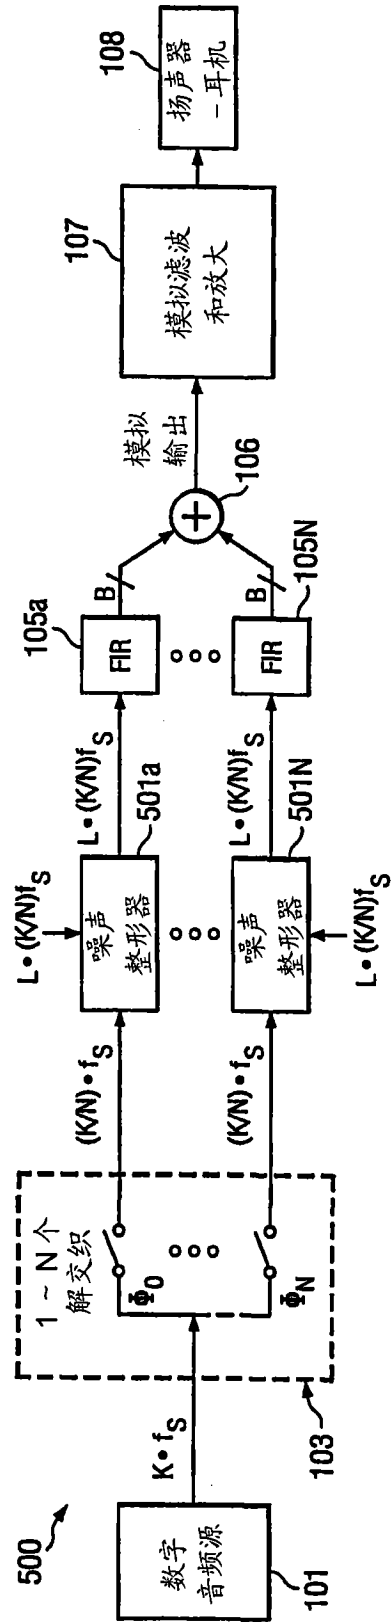 500
数字
音频源
101
K•fS
103
1 ~ N个
解交织
Φ0
ΦN
(K/N)•fS
(K/N)•fS
L•(K/N)fS
噪声
整形器
501a
噪声
整形器
501N
L•(K/N)fS
L•(K/N)fS
L•(K/N)fS
105a
FIR
B
FIR
105N
B
106
模拟
输出
107
模拟滤波
和放大
108
扬声器
-耳机